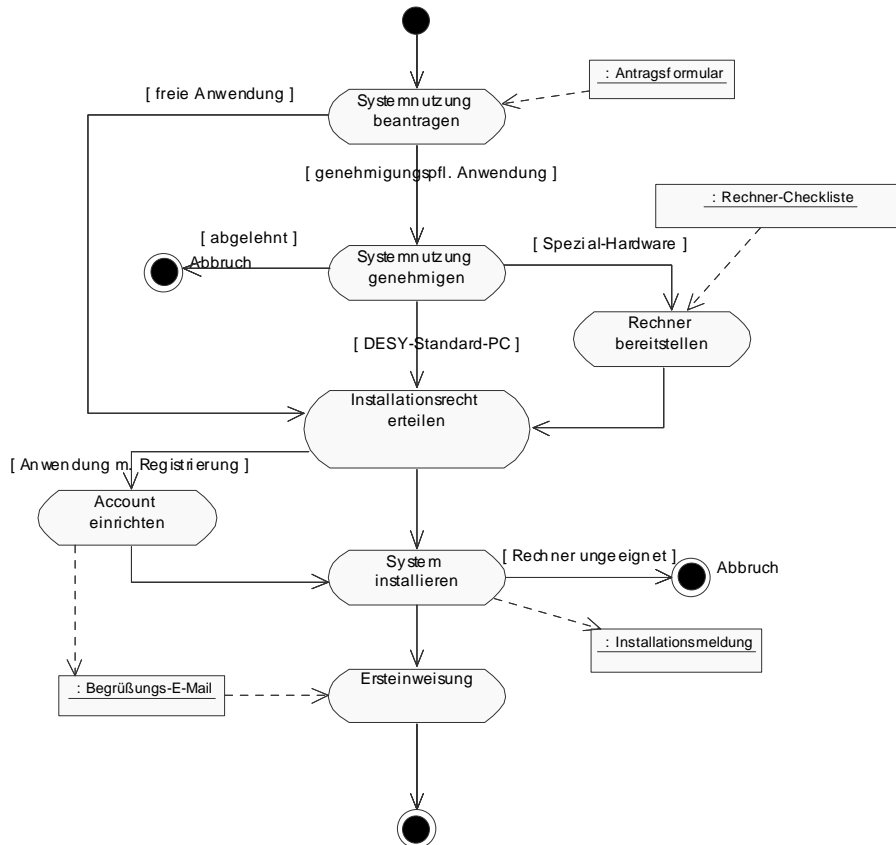 : Antragsformular
[ freie Anwendung ]
Systemnutzung
beantragen
[ genehmigungspfl. Anwendung ]
: Rechner-Checkliste
[ abgelehnt ]
Abbruch
Systemnutzung
genehmigen
[ Spezial-Hardware ]
Rechner
bereitstellen
[ DESY-Standard-PC ]
Installationsrecht
erteilen
[ Anwendung m. Registrierung ]
Account
einrichten
System
installieren
[ Rechner ungeeignet ]
Abbruch
: Installationsmeldung
: Begrüßungs-E-Mail
Ersteinweisung